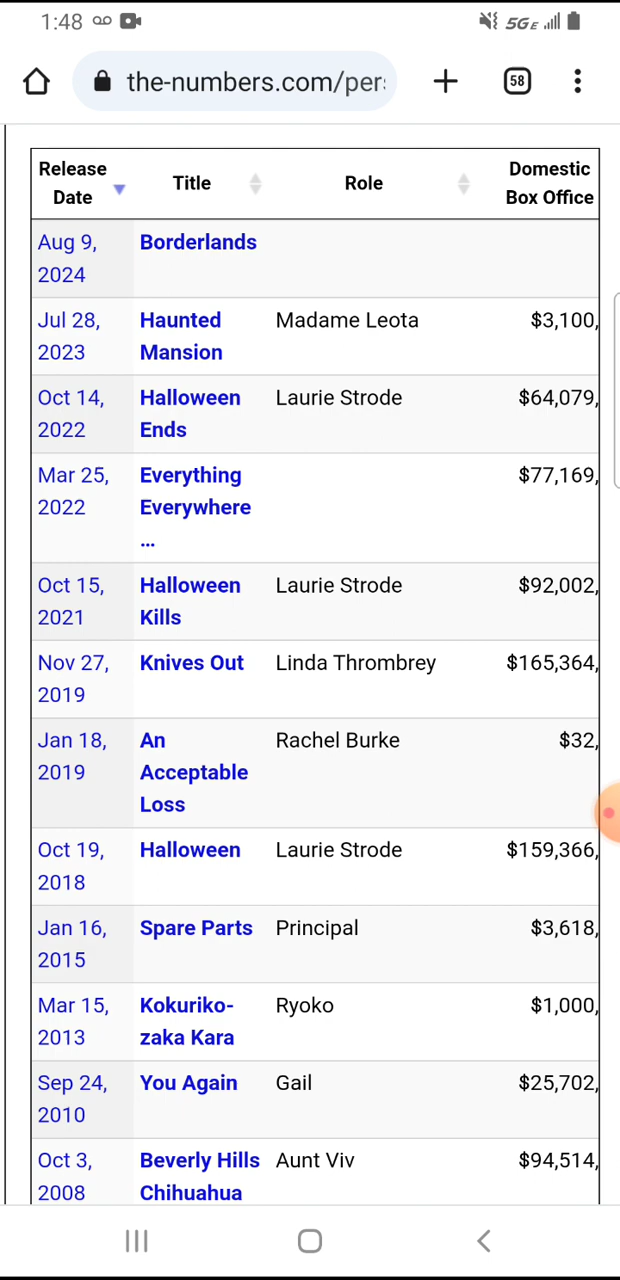 1:48 5GE
the-numbers.com/per 58
Release Date Title Role Domestic Box Office
Aug 9, 2024 Borderlands
Jul 28, 2023 Haunted Mansion Madame Leota $3,100,
Oct 14, 2022 Halloween Ends Laurie Strode $64,079,
Mar 25, 2022 Everything Everywhere ... $77,169,
Oct 15, 2021 Halloween Kills Laurie Strode $92,002,
Nov 27, 2019 Knives Out Linda Thrombrey $165,364,
Jan 18, 2019 An Acceptable Loss Rachel Burke $32,
Oct 19, 2018 Halloween Laurie Strode $159,366,
Jan 16, 2015 Spare Parts Principal $3,618,
Mar 15, 2013 Kokuriko-zaka Kara Ryoko $1,000,
Sep 24, 2010 You Again Gail $25,702,
Oct 3, 2008 Beverly Hills Chihuahua Aunt Viv $94,514,